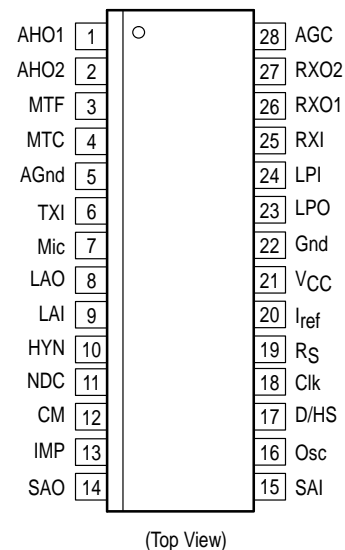 AHO1 1 28 AGC
AHO2 2 27 RXO2
MTF 3 26 RXO1
MTC 4 25 RXI
AGnd 5 24 LPI
TXI 6 23 LPO
Mic 7 22 Gnd
LAO 8 21 VCC
LAI 9 20 Iref
HYN 10 19 RS
NDC 11 18 Clk
CM 12 17 D/HS
IMP 13 16 Osc
SAO 14 15 SAI
(Top View)